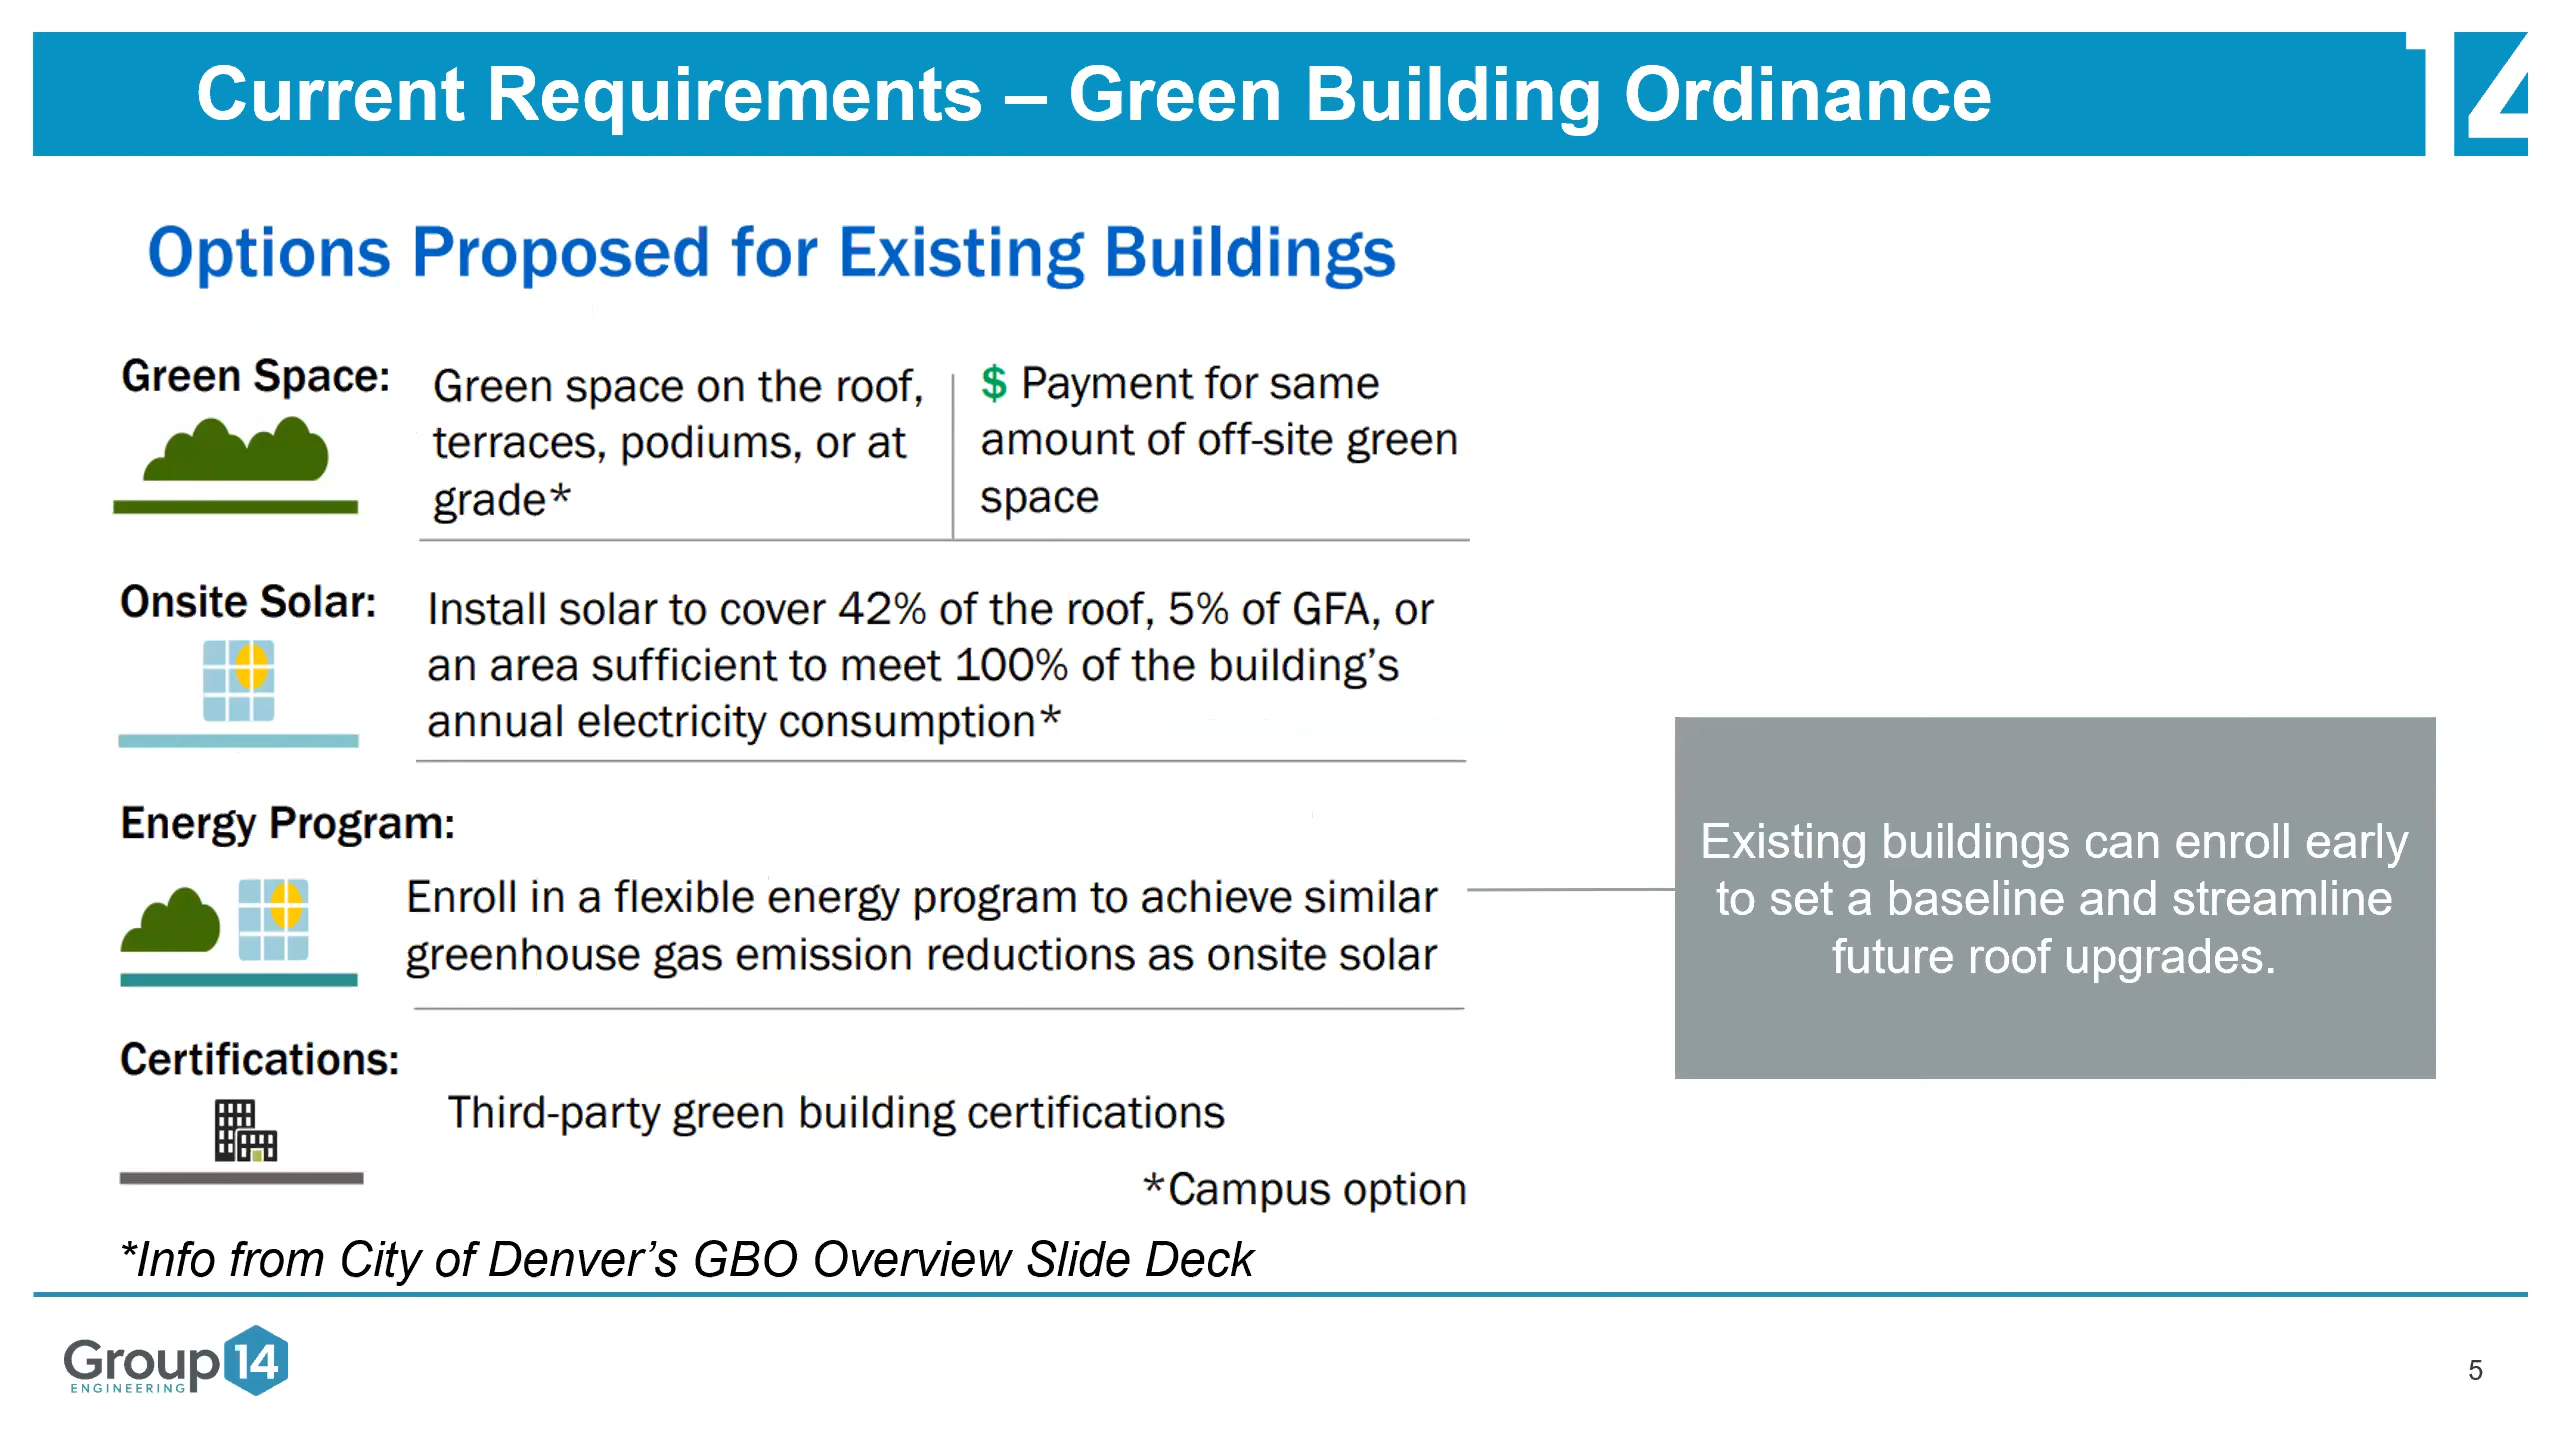 Current Requirements – Green Building Ordinance
14
Options Proposed for Existing Buildings
Green Space:
Green space on the roof,
terraces, podiums, or at
grade*
$ Payment for same
amount of off-site green
space
Onsite Solar:
Install solar to cover 42% of the roof, 5% of GFA, or
an area sufficient to meet 100% of the building’s
annual electricity consumption*
Energy Program:
Enroll in a flexible energy program to achieve similar
greenhouse gas emission reductions as onsite solar
Existing buildings can enroll early
to set a baseline and streamline
future roof upgrades.
Certifications:
Third-party green building certifications
*Campus option
*Info from City of Denver’s GBO Overview Slide Deck
Group14
ENGINEERING
5